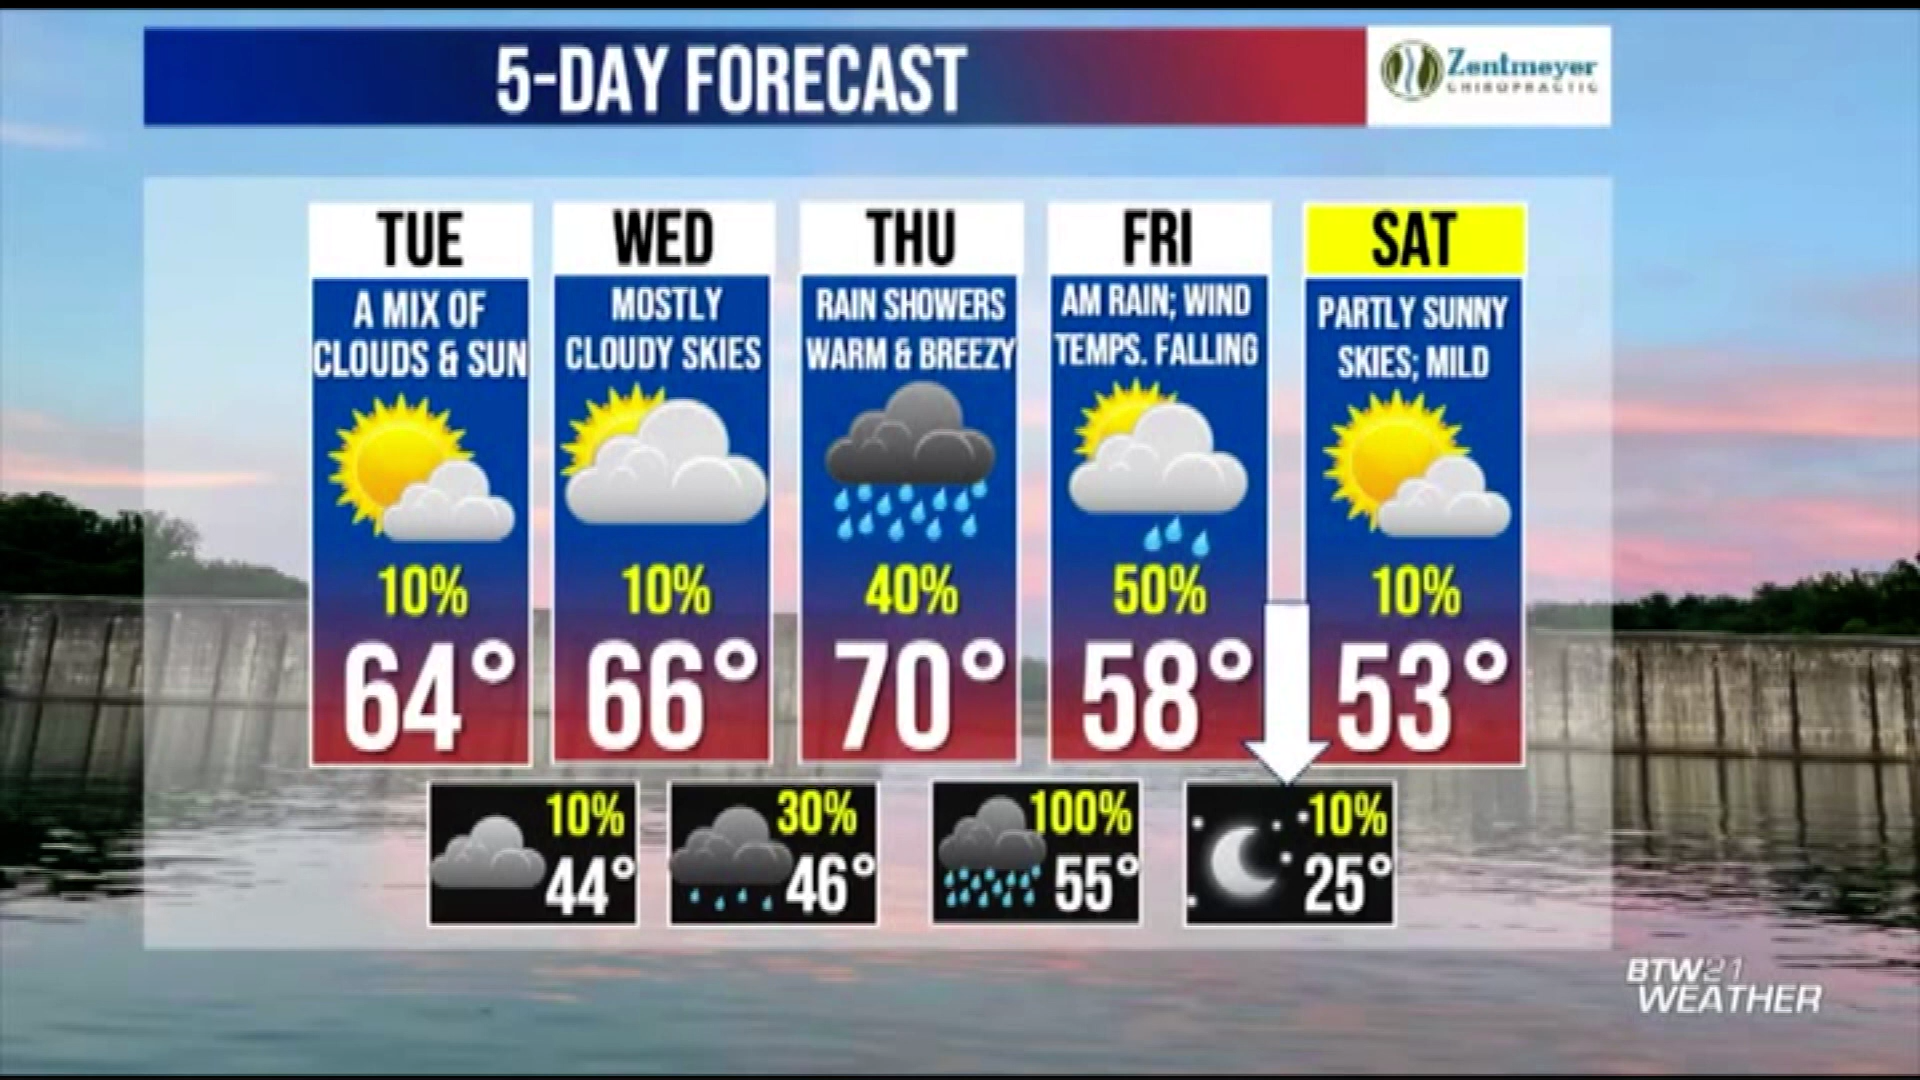 5-DAY FORECAST
Zentmeyer
CHIROPRACTIC
TUE
A MIX OF
CLOUDS & SUN
10%
64°
WED
MOSTLY
CLOUDY SKIES
10%
66°
THU
RAIN SHOWERS
WARM & BREEZY
40%
70°
FRI
AM RAIN; WIND
TEMPS. FALLING
50%
58°
SAT
PARTLY SUNNY
SKIES; MILD
10%
53°
10%
44°
30%
46°
100%
55°
10%
25°
BTW21
WEATHER